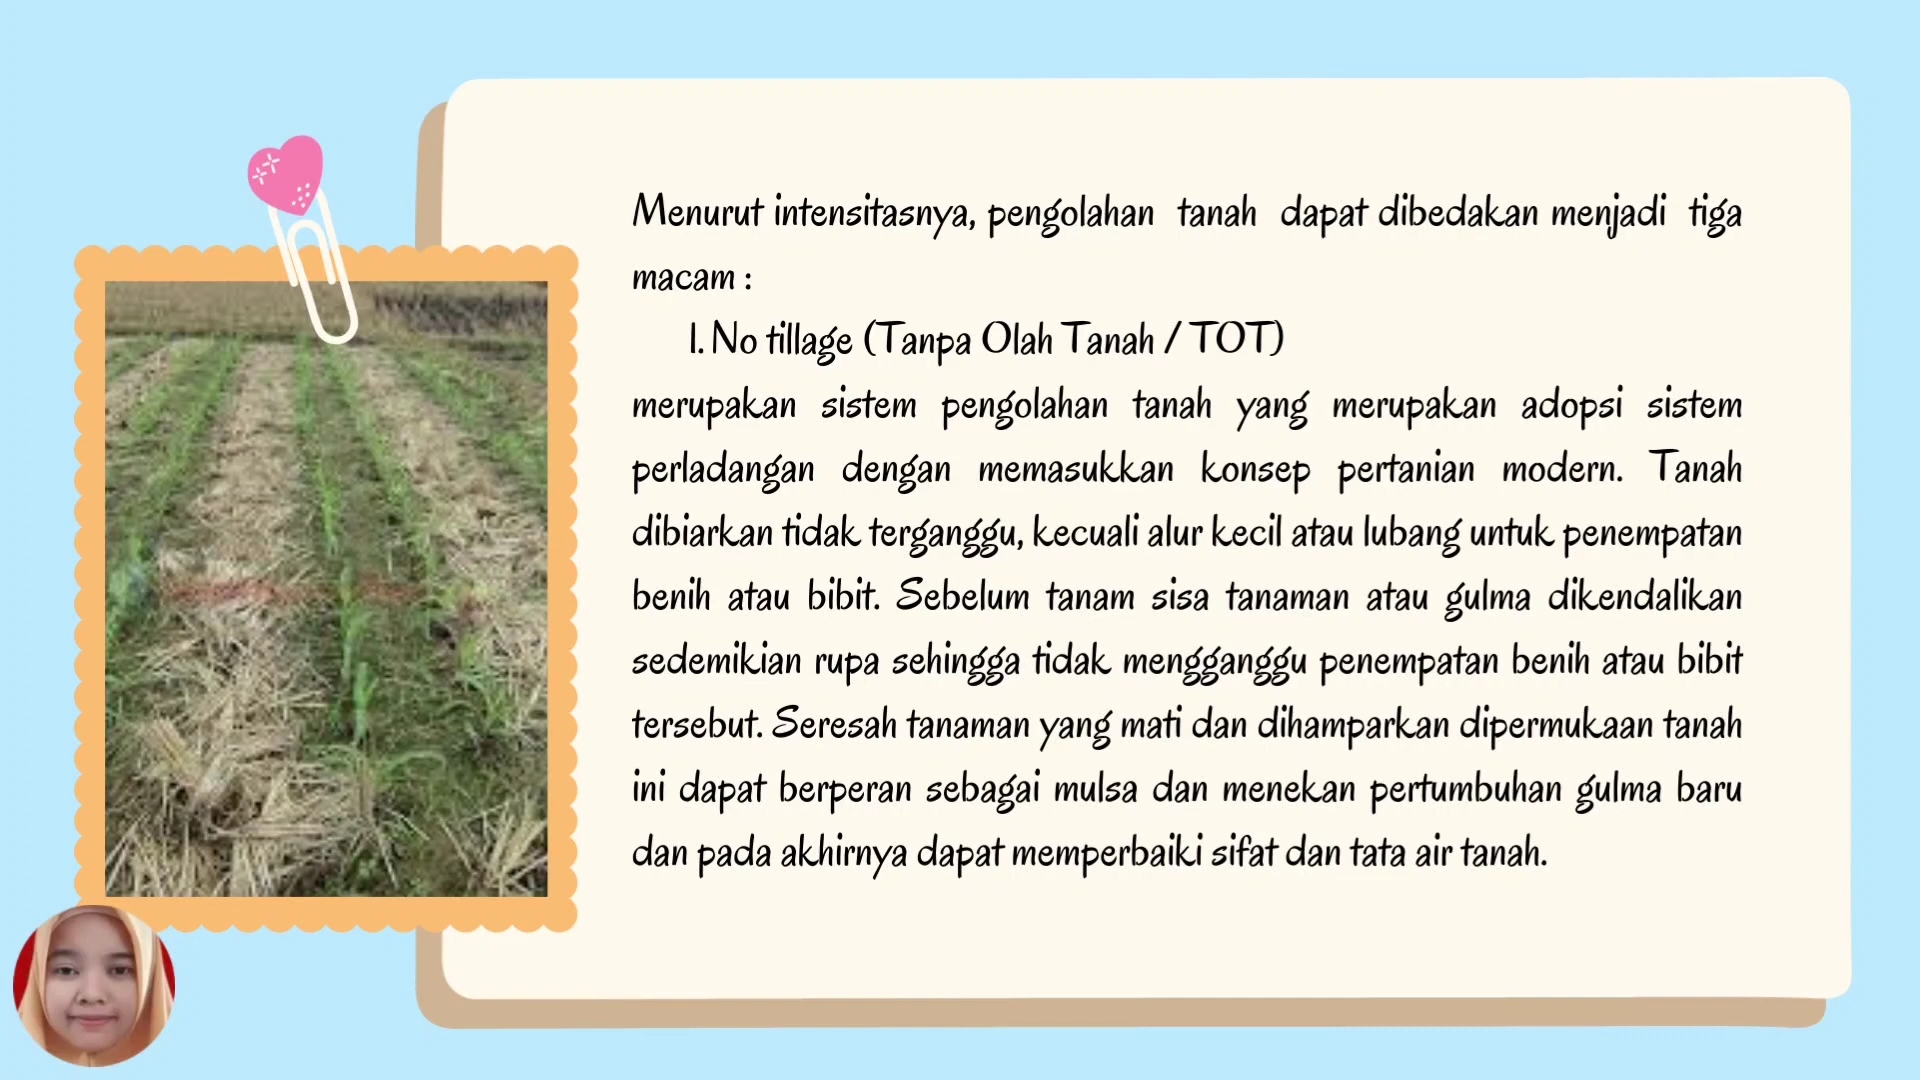 Menurut intensitasnya, pengolahan tanah dapat dibedakan menjadi tiga
macam :
1. No tillage (Tanpa Olah Tanah / TOT)
merupakan sistem pengolahan tanah yang merupakan adopsi sistem
perladangan dengan memasukkan konsep pertanian modern. Tanah
dibiarkan tidak terganggu, kecuali alur kecil atau lubang untuk penempatan
benih atau bibit. Sebelum tanam sisa tanaman atau gulma dikendalikan
sedemikian rupa sehingga tidak mengganggu penempatan benih atau bibit
tersebut. Seresah tanaman yang mati dan dihamparkan dipermukaan tanah
ini dapat berperan sebagai mulsa dan menekan pertumbuhan gulma baru
dan pada akhirnya dapat memperbaiki sifat dan tata air tanah.